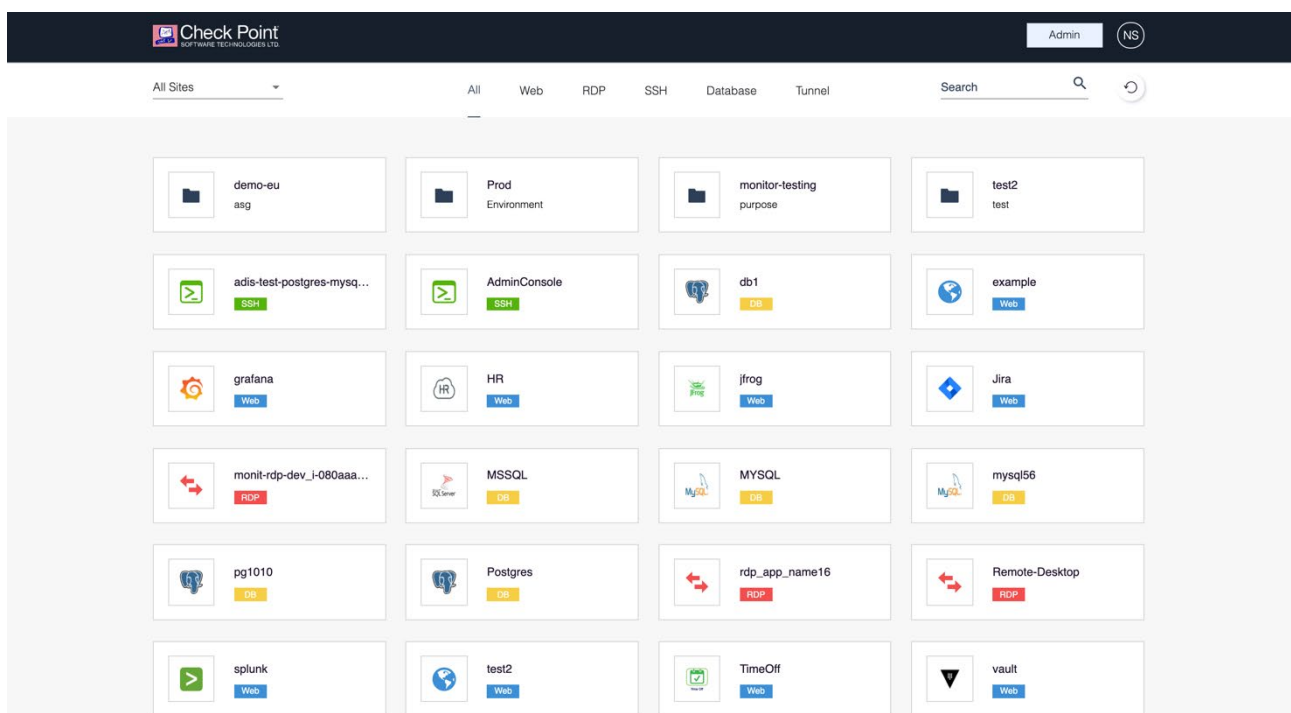 Check Point
SOFTWARE TECHNOLOGIES LTD.
Admin
NS
All Sites
All
Web
RDP
SSH
Database
Tunnel
Search
demo-eu
asg
Prod
Environment
monitor-testing
purpose
test2
test
adis-test-postgres-mysq...
SSH
AdminConsole
SSH
db1
DB
example
Web
grafana
Web
HR
HR
Web
jFrog
jfrog
Web
Jira
Web
monit-rdp-dev_i-080aaa...
RDP
SQL Server
MSSQL
DB
MySQL
MYSQL
DB
MySQL
mysql56
DB
pg1010
DB
Postgres
DB
rdp_app_name16
RDP
Remote-Desktop
RDP
splunk
Web
test2
Web
TimeOff
Web
vault
Web